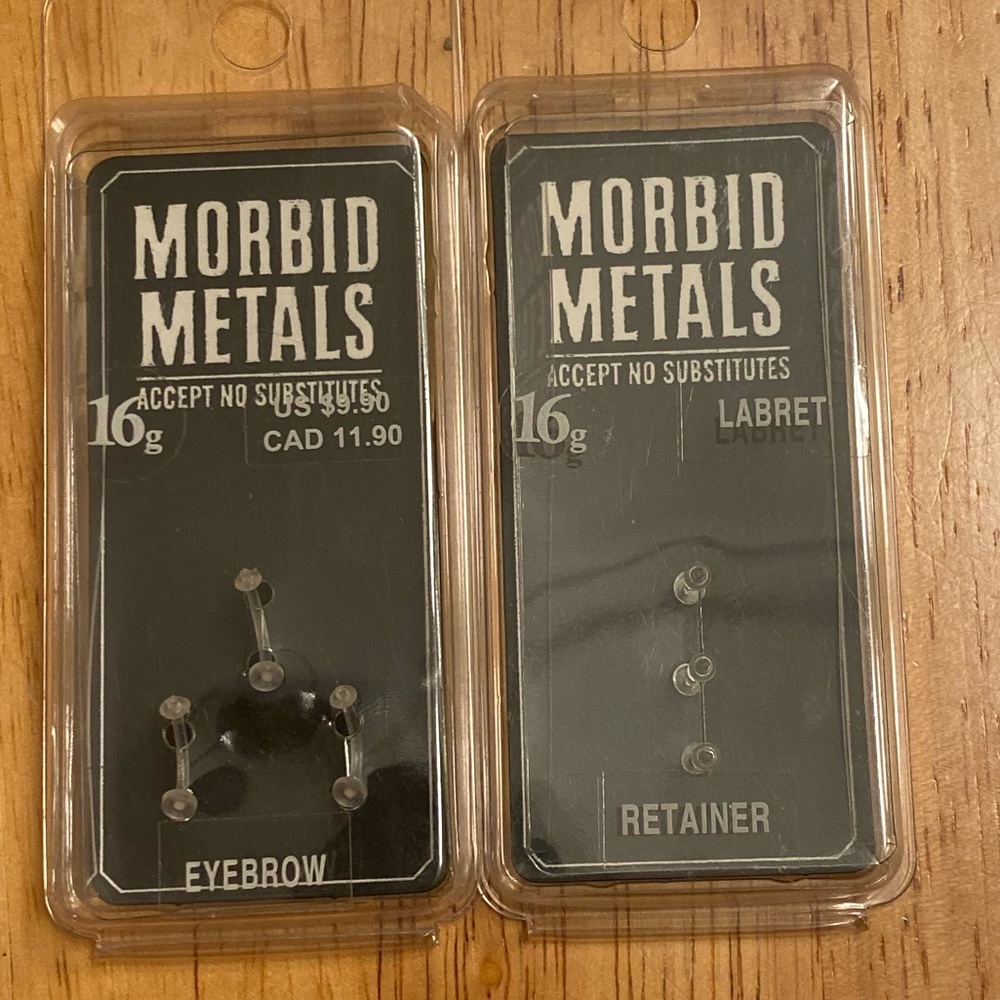 MORBID
METALS
ACCEPT NO SUBSTITUTES
16g
US $9.90
CAD 11.90
EYEBROW
MORBID
METALS
ACCEPT NO SUBSTITUTES
16g
LABRET
RETAINER